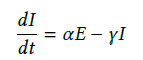 dI/dt = αE − γI